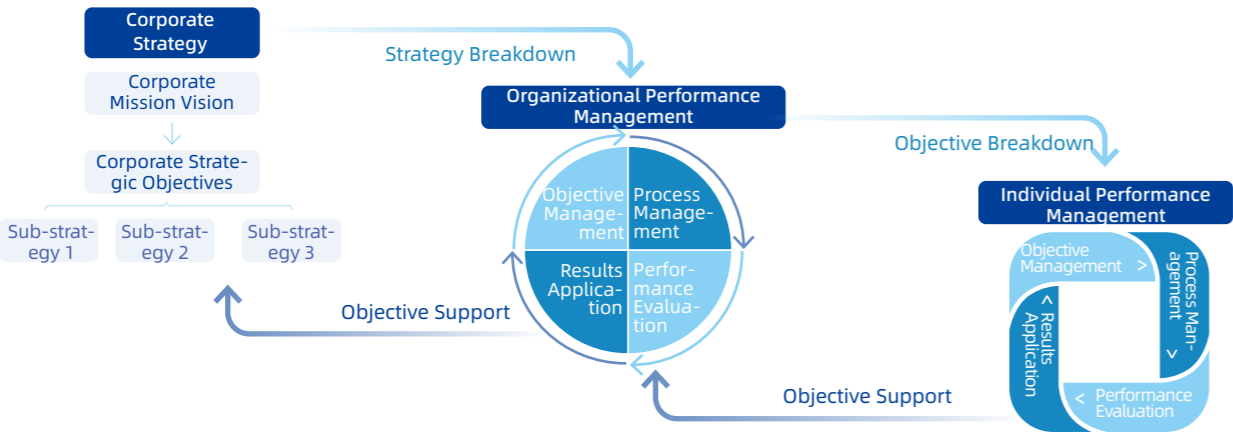 Corporate
Strategy
Strategy Breakdown
Corporate
Mission Vision
Organizational Performance
Management
Objective Breakdown
Corporate Strate-
gic Objectives
Individual Performance
Management
Sub-strat-
egy 1
Sub-strat-
egy 2
Sub-strat-
egy 3
Objective
Manage-
ment
Process
Manage-
ment
Results
Applica-
tion
Perfor-
mance
Evalua-
tion
Objective Support
Objective
Management >
Process Man-
agement >
< Performance
Evaluation
< Results
Application
Objective Support